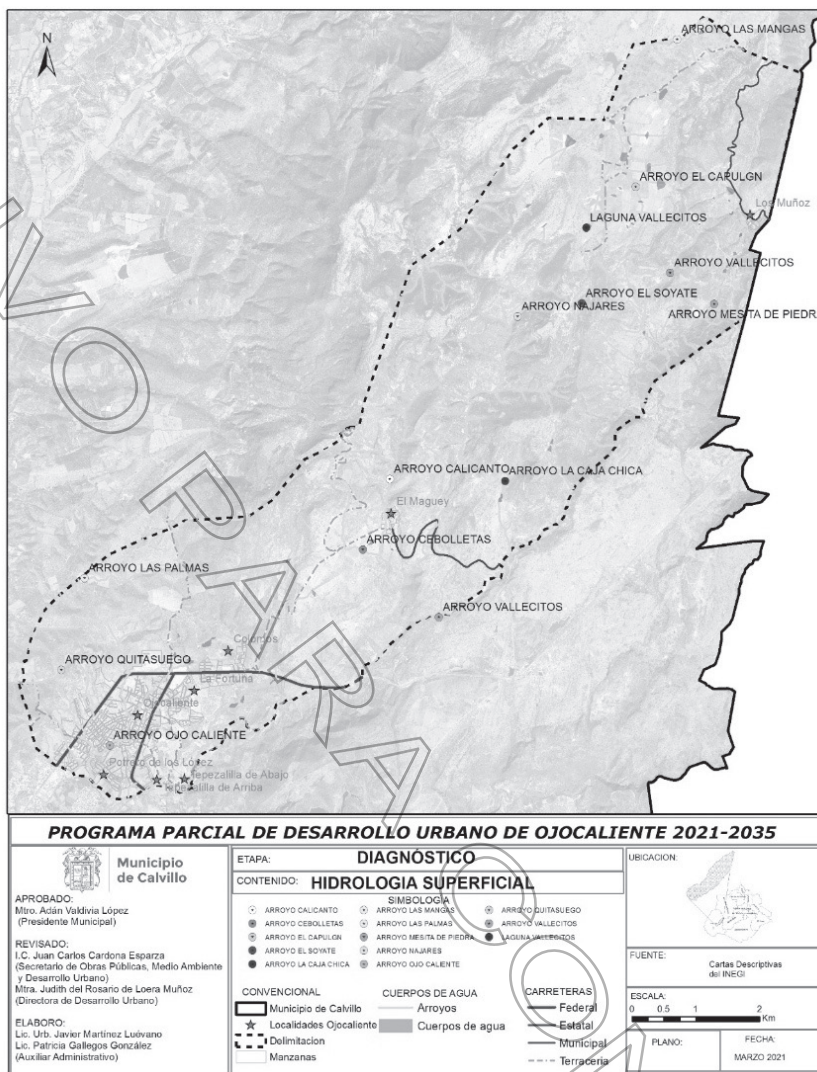 N
ARROYO LAS MANGAS
ARROYO EL CAPULGN
Los Muñoz
LAGUNA VALLECITOS
ARROYO VALLECITOS
ARROYO EL SOYATE
ARROYO NAJARES
ARROYO MESITA DE PIEDRA
ARROYO CALICANTO
ARROYO LA CAJA CHICA
El Maguey
ARROYO CEBOLLETAS
ARROYO LAS PALMAS
ARROYO VALLECITOS
Colomos
ARROYO QUITASUEGO
La Fortuna
Ojocaliente
ARROYO OJO CALIENTE
Potrero de los López
Tepezalilla de Abajo
Tepezalilla de Arriba
VO PARA CO
PROGRAMA PARCIAL DE DESARROLLO URBANO DE OJOCALIENTE 2021-2035
Municipio
de Calvillo
APROBADO:
Mtro. Adán Valdivia López
(Presidente Municipal)
REVISADO:
I.C. Juan Carlos Cardona Esparza
(Secretario de Obras Públicas, Medio Ambiente
y Desarrollo Urbano)
Mtra. Judith del Rosario de Loera Muñoz
(Directora de Desarrollo Urbano)
ELABORO:
Lic. Urb. Javier Martínez Luévano
Lic. Patricia Gallegos González
(Auxiliar Administrativo)
ETAPA: DIAGNÓSTICO
CONTENIDO: HIDROLOGIA SUPERFICIAL
SIMBOLOGIA
ARROYO CALICANTO ARROYO LAS MANGAS ARROYO QUITASUEGO
ARROYO CEBOLLETAS ARROYO LAS PALMAS ARROYO VALLECITOS
ARROYO EL CAPULGN ARROYO MESITA DE PIEDRA LAGUNA VALLECITOS
ARROYO EL SOYATE ARROYO NAJARES
ARROYO LA CAJA CHICA ARROYO OJO CALIENTE
CONVENCIONAL
Municipio de Calvillo
Localidades Ojocaliente
Delimitacion
Manzanas
CUERPOS DE AGUA
Arroyos
Cuerpos de agua
CARRETERAS
Federal
Estatal
Municipal
Terraceria
UBICACION:
FUENTE:
Cartas Descriptivas
del INEGI
ESCALA:
0 0.5 1 2
Km
PLANO:
FECHA:
MARZO 2021